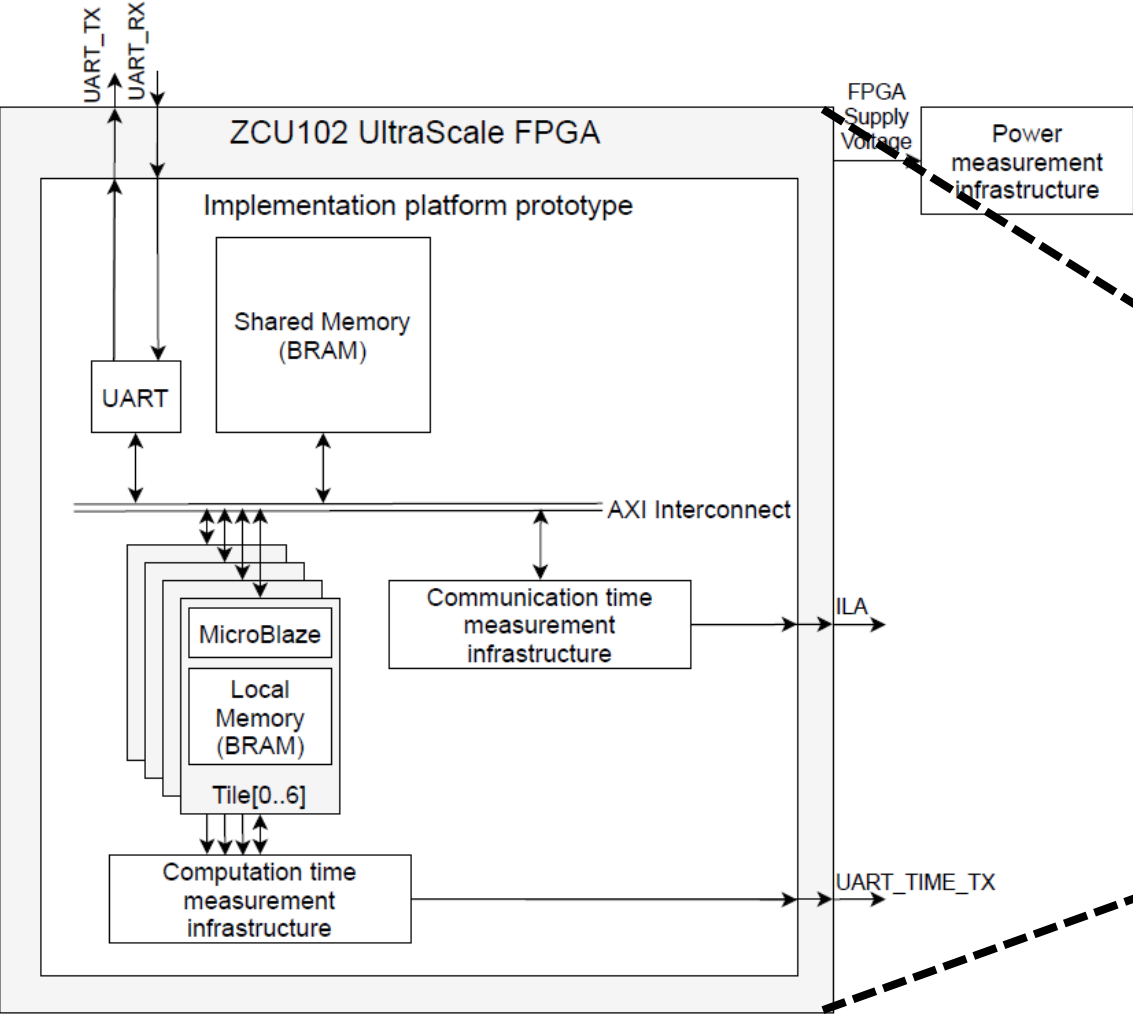 UART_TX
UART_RX
ZCU102 UltraScale FPGA
FPGA
Supply
Voltage
Power
measurement
infrastructure
Implementation platform prototype
Shared Memory
(BRAM)
UART
AXI Interconnect
Communication time
measurement
infrastructure
ILA
MicroBlaze
Local
Memory
(BRAM)
Tile[0..6]
Computation time
measurement
infrastructure
UART_TIME_TX